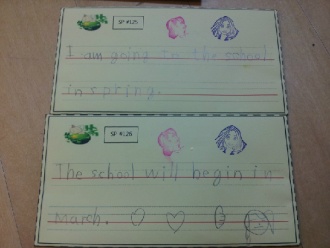 SP #125
I am going to the school
in spring.
SP #126
The school will begin in
March.